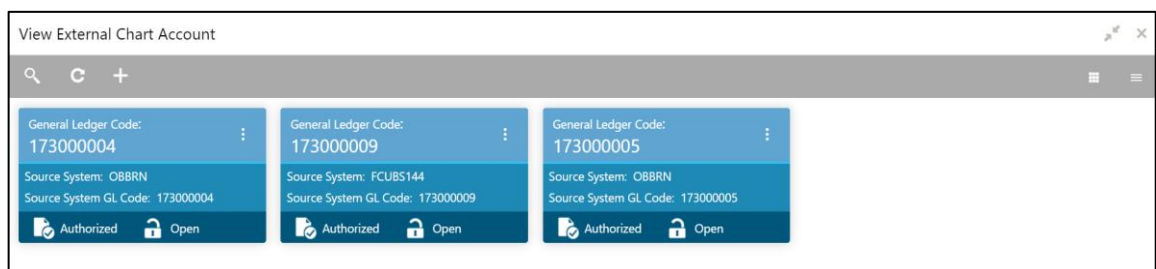 View External Chart Account
General Ledger Code:
173000004
Source System: OBBRN
Source System GL Code: 173000004
Authorized Open
General Ledger Code:
173000009
Source System: FCUBS144
Source System GL Code: 173000009
Authorized Open
General Ledger Code:
173000005
Source System: OBBRN
Source System GL Code: 173000005
Authorized Open